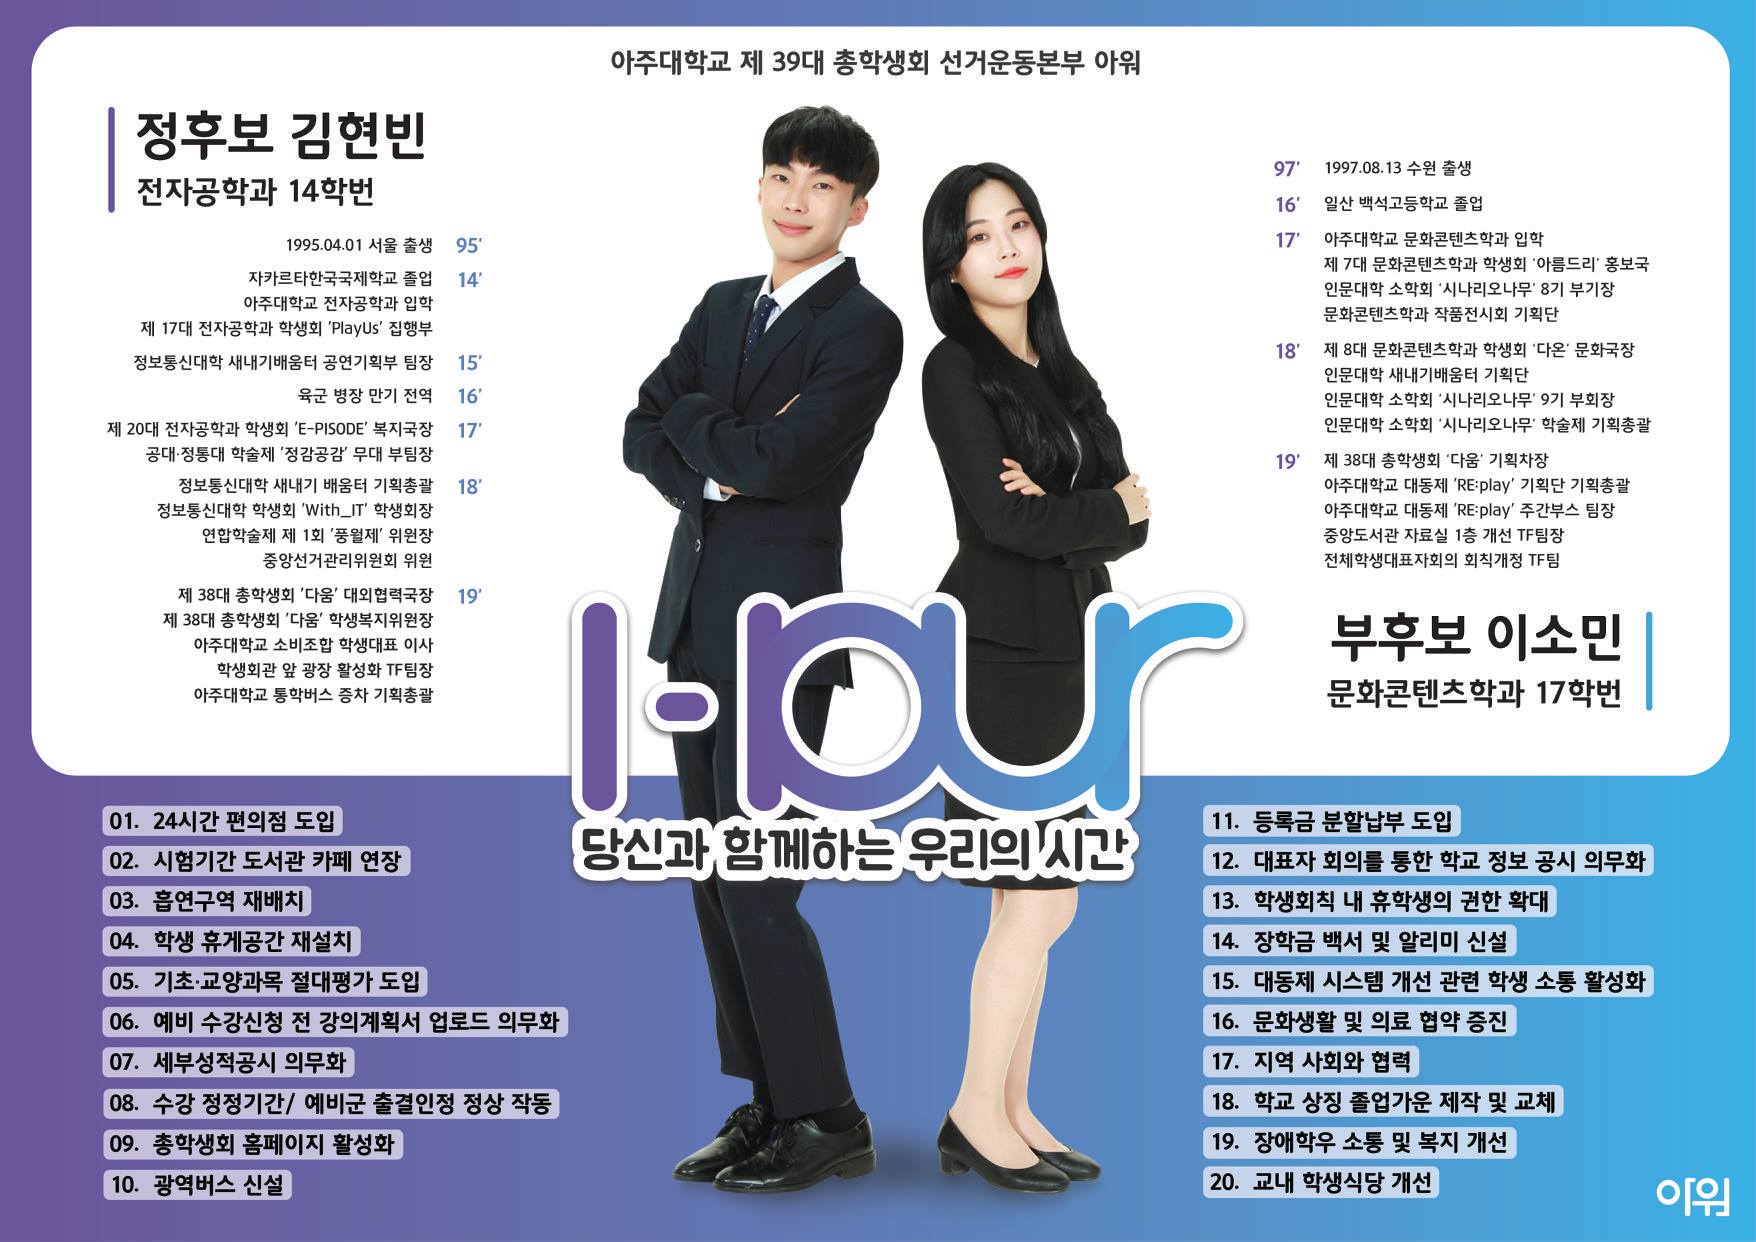 아주대학교 제 39대 총학생회 선거운동본부 아워
정후보 김현빈
전자공학과 14학번
1995.04.01 서울 출생 95’
자카르타한국국제학교 졸업 14’
아주대학교 전자공학과 입학
제 17대 전자공학과 학생회 ’PlayUs’ 집행부
정보통신대학 새내기배움터 공연기획부 팀장 15’
육군 병장 만기 전역 16’
제 20대 전자공학과 학생회 ’E-PISODE’ 복지국장 17’
공대·정통대 학술제 ’정감공감’ 무대 부팀장
정보통신대학 새내기 배움터 기획총괄 18’
정보통신대학 학생회 ’With_IT’ 학생회장
연합학술제 제 1회 ’풍월제’ 위원장
중앙선거관리위원회 위원
제 38대 총학생회 ’다움’ 대외협력국장 19’
제 38대 총학생회 ’다움’ 학생복지위원장
아주대학교 소비조합 학생대표 이사
학생회관 앞 광장 활성화 TF팀장
아주대학교 통학버스 증차 기획총괄
97’ 1997.08.13 수원 출생
16’ 일산 백석고등학교 졸업
17’ 아주대학교 문화콘텐츠학과 입학
제 7대 문화콘텐츠학과 학생회 ‘아름드리’ 홍보국
인문대학 소학회 ‘시나리오나무’ 8기 부기장
문화콘텐츠학과 작품전시회 기획단
18’ 제 8대 문화콘텐츠학과 학생회 ‘다온’ 문화국장
인문대학 새내기배움터 기획단
인문대학 소학회 ‘시나리오나무’ 9기 부회장
인문대학 소학회 ‘시나리오나무’ 학술제 기획총괄
19’ 제 38대 총학생회 ‘다움’ 기획차장
아주대학교 대동제 ’RE:play’ 기획단 기획총괄
아주대학교 대동제 ’RE:play’ 주간부스 팀장
중앙도서관 자료실 1층 개선 TF팀장
전체학생대표자회의 회칙개정 TF팀
부후보 이소민
문화콘텐츠학과 17학번
I-our
당신과 함께하는 우리의 시간
01. 24시간 편의점 도입
02. 시험기간 도서관 카페 연장
03. 흡연구역 재배치
04. 학생 휴게공간 재설치
05. 기초·교양과목 절대평가 도입
06. 예비 수강신청 전 강의계획서 업로드 의무화
07. 세부성적공시 의무화
08. 수강 정정기간/ 예비군 출결인정 정상 작동
09. 총학생회 홈페이지 활성화
10. 광역버스 신설
11. 등록금 분할납부 도입
12. 대표자 회의를 통한 학교 정보 공시 의무화
13. 학생회칙 내 휴학생의 권한 확대
14. 장학금 백서 및 알리미 신설
15. 대동제 시스템 개선 관련 학생 소통 활성화
16. 문화생활 및 의료 협약 증진
17. 지역 사회와 협력
18. 학교 상징 졸업가운 제작 및 교체
19. 장애학우 소통 및 복지 개선
20. 교내 학생식당 개선
아워